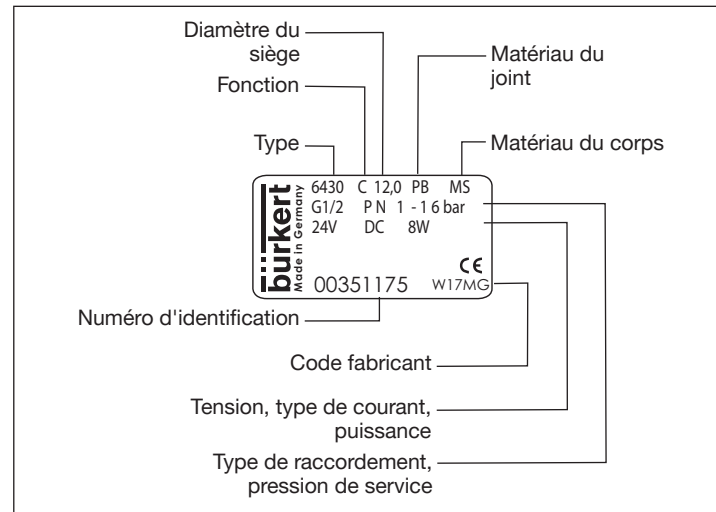 Diamètre du
siège
Fonction
Type
Matériau du
joint
Matériau du corps
bürkert
Made in Germany
6430 C 12,0 PB MS
G1/2 PN 1 - 16 bar
24V DC 8W
CE
00351175 W17MG
Numéro d'identification
Code fabricant
Tension, type de courant,
puissance
Type de raccordement,
pression de service